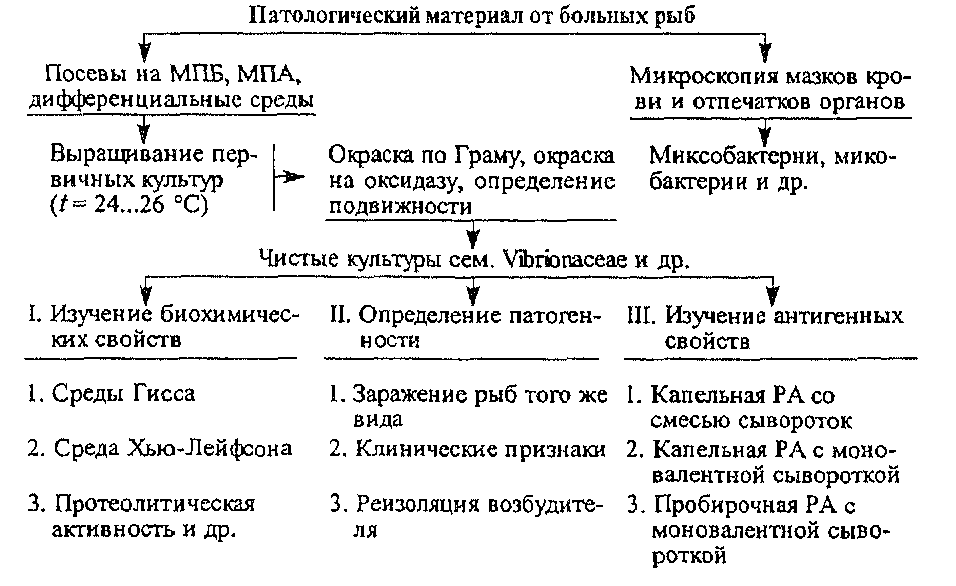 Патологический материал от больных рыб
Посевы на МПБ, МПА,
дифференциальные среды
Микроскопия мазков кро-
ви и отпечатков органов
Выращивание пер-
вичных культур
(t = 24...26 °С)
Окраска по Граму, окраска
на оксидазу, определение
подвижности
Миксобактерии, мико-
бактерии и др.
Чистые культуры сем. Vibrionaceae и др.
I. Изучение биохимичес-
ких свойств
1. Среды Гисса
2. Среда Хью-Лейфсона
3. Протеолитическая
активность и др.
II. Определение патоген-
ности
1. Заражение рыб того же
вида
2. Клинические признаки
3. Реизоляция возбудите-
ля
III. Изучение антигенных
свойств
1. Капельная РА со
смесью сывороток
2. Капельная РА с моно-
валентной сывороткой
3. Пробирочная РА с
моновалентной сыво-
роткой